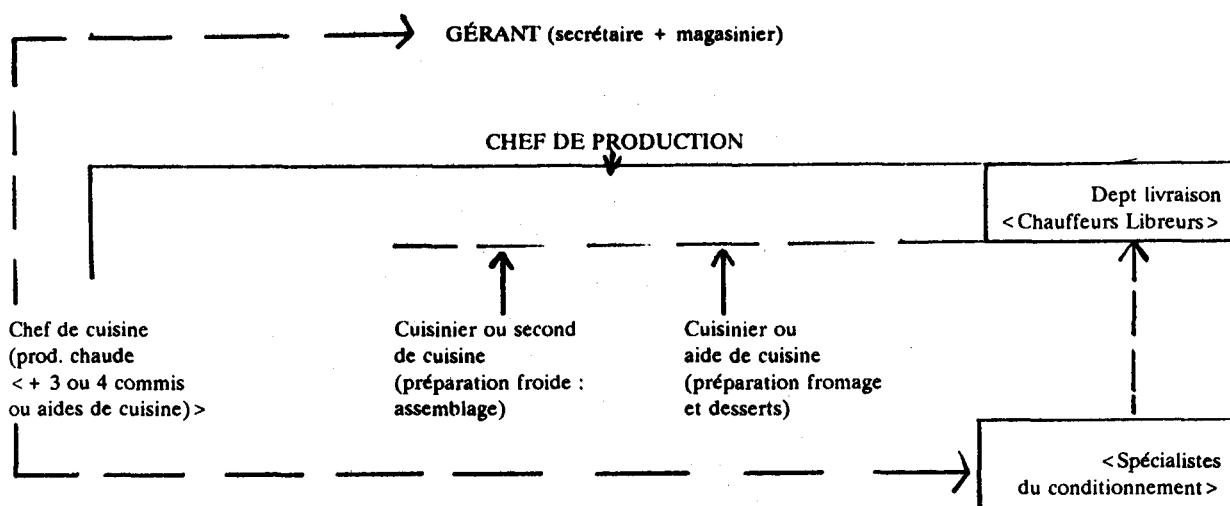 GÉRANT (secrétaire + magasinier)
CHEF DE PRODUCTION
Dept livraison
<Chauffeurs Libreurs>
Chef de cuisine
(prod. chaude
<+ 3 ou 4 commis
ou aides de cuisine)>
Cuisinier ou second
de cuisine
(préparation froide :
assemblage)
Cuisinier ou
aide de cuisine
(préparation fromage
et desserts)
<Spécialistes
du conditionnement>